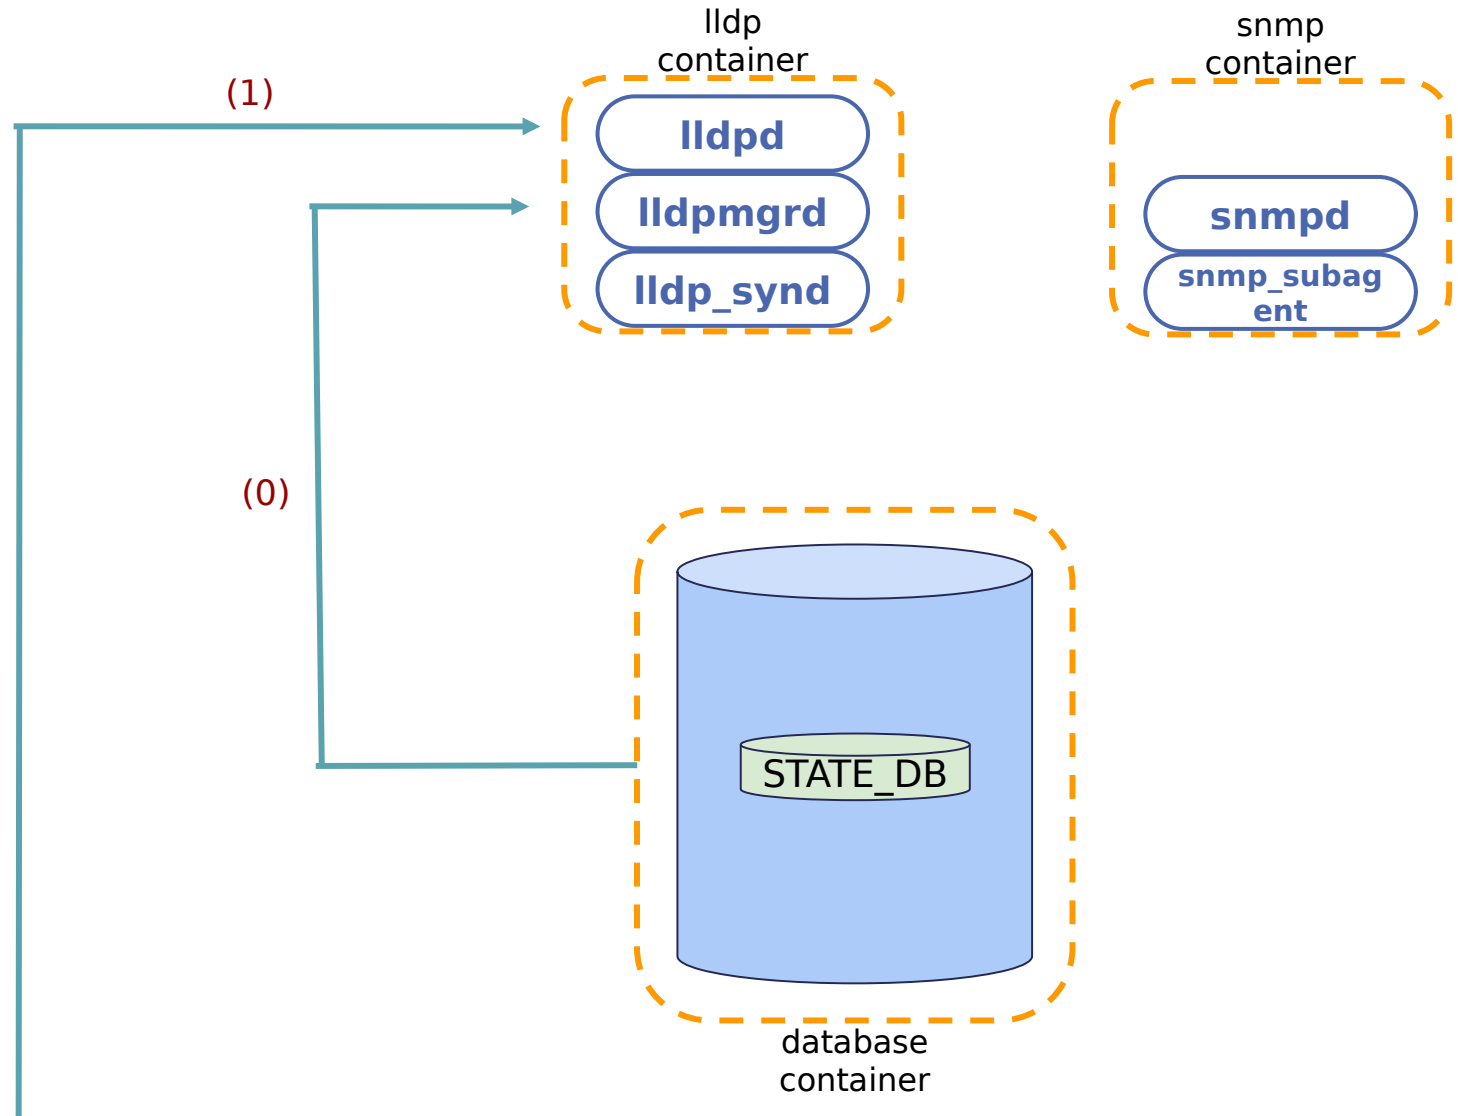 lldp
container
snmp
container
(1)
lldpd
lldpmgrd
lldp_synd
snmpd
snmp_subag
ent
(0)
STATE_DB
database
container